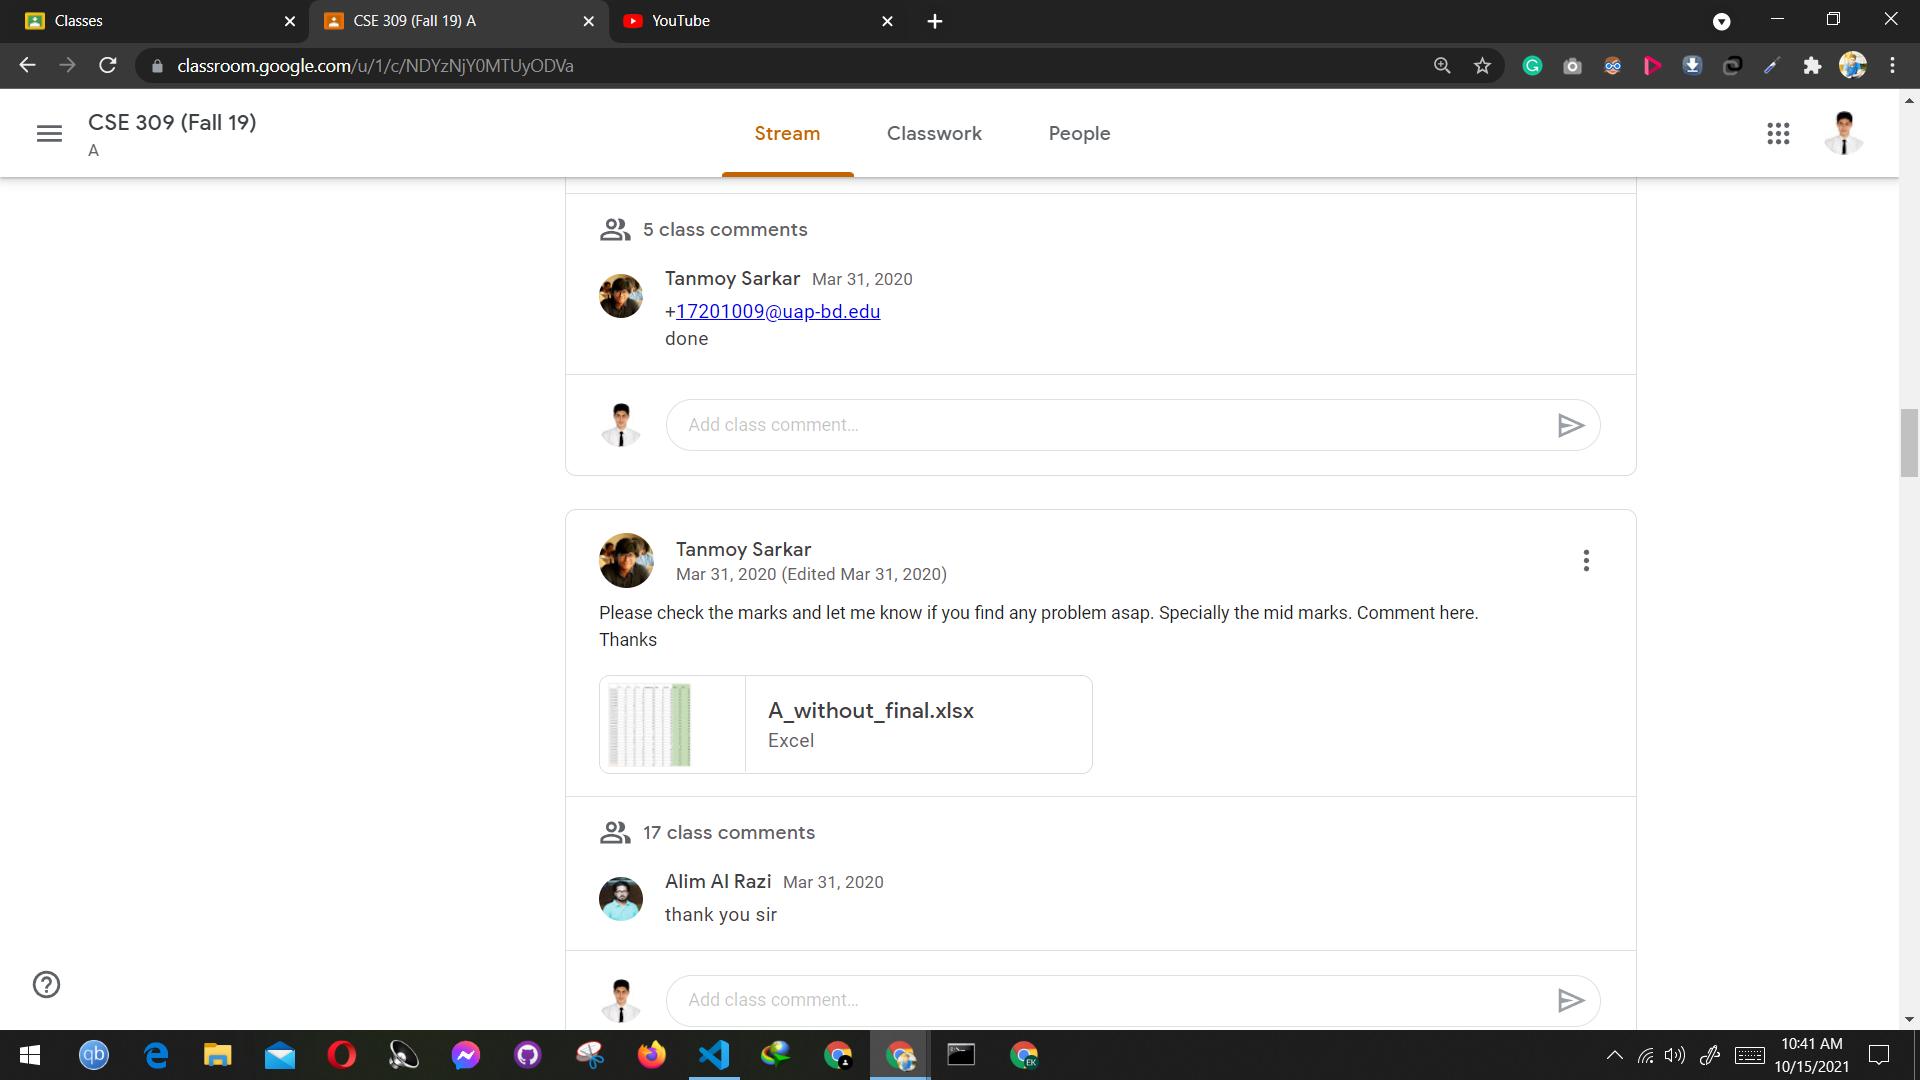 Classes
CSE 309 (Fall 19) A
YouTube
classroom.google.com/u/1/c/NDYzNjY0MTUyODVa
CSE 309 (Fall 19)
A
Stream
Classwork
People
5 class comments
Tanmoy Sarkar Mar 31, 2020
+17201009@uap-bd.edu
done
Add class comment...
Tanmoy Sarkar
Mar 31, 2020 (Edited Mar 31, 2020)
Please check the marks and let me know if you find any problem asap. Specially the mid marks. Comment here.
Thanks
A_without_final.xlsx
Excel
17 class comments
Alim Al Razi Mar 31, 2020
thank you sir
Add class comment...
qb
EK
10:41 AM
10/15/2021